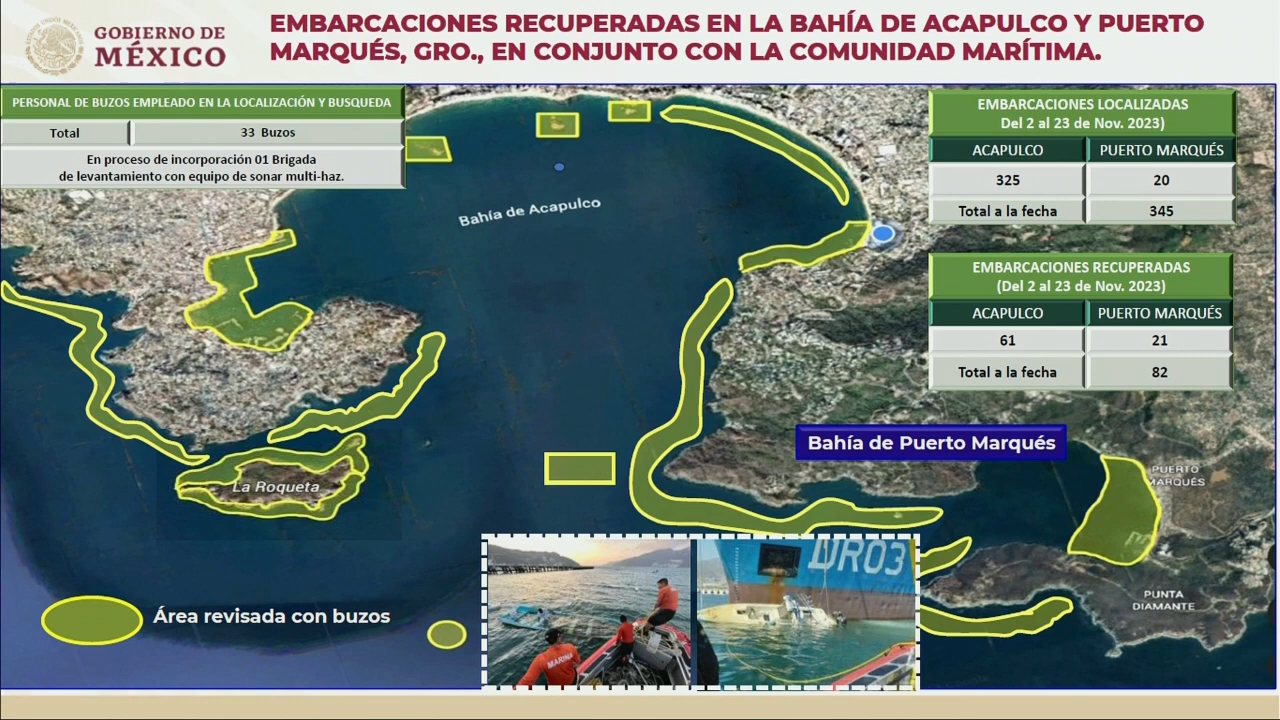 GOBIERNO DE
MÉXICO
EMBARCACIONES RECUPERADAS EN LA BAHÍA DE ACAPULCO Y PUERTO
MARQUÉS, GRO., EN CONJUNTO CON LA COMUNIDAD MARÍTIMA.
PERSONAL DE BUZOS EMPLEADO EN LA LOCALIZACIÓN Y BUSQUEDA
Total 33 Buzos
En proceso de incorporación 01 Brigada
de levantamiento con equipo de sonar multi-haz.
EMBARCACIONES LOCALIZADAS
Del 2 al 23 de Nov. 2023)
ACAPULCO PUERTO MARQUÉS
325 20
Total a la fecha 345
EMBARCACIONES RECUPERADAS
(Del 2 al 23 de Nov. 2023)
ACAPULCO PUERTO MARQUÉS
61 21
Total a la fecha 82
Bahía de Acapulco
Bahía de Puerto Marqués
PUERTO
MARQUÉS
La Roqueta
PUNTA
DIAMANTE
Área revisada con buzos
MARINA
DR03